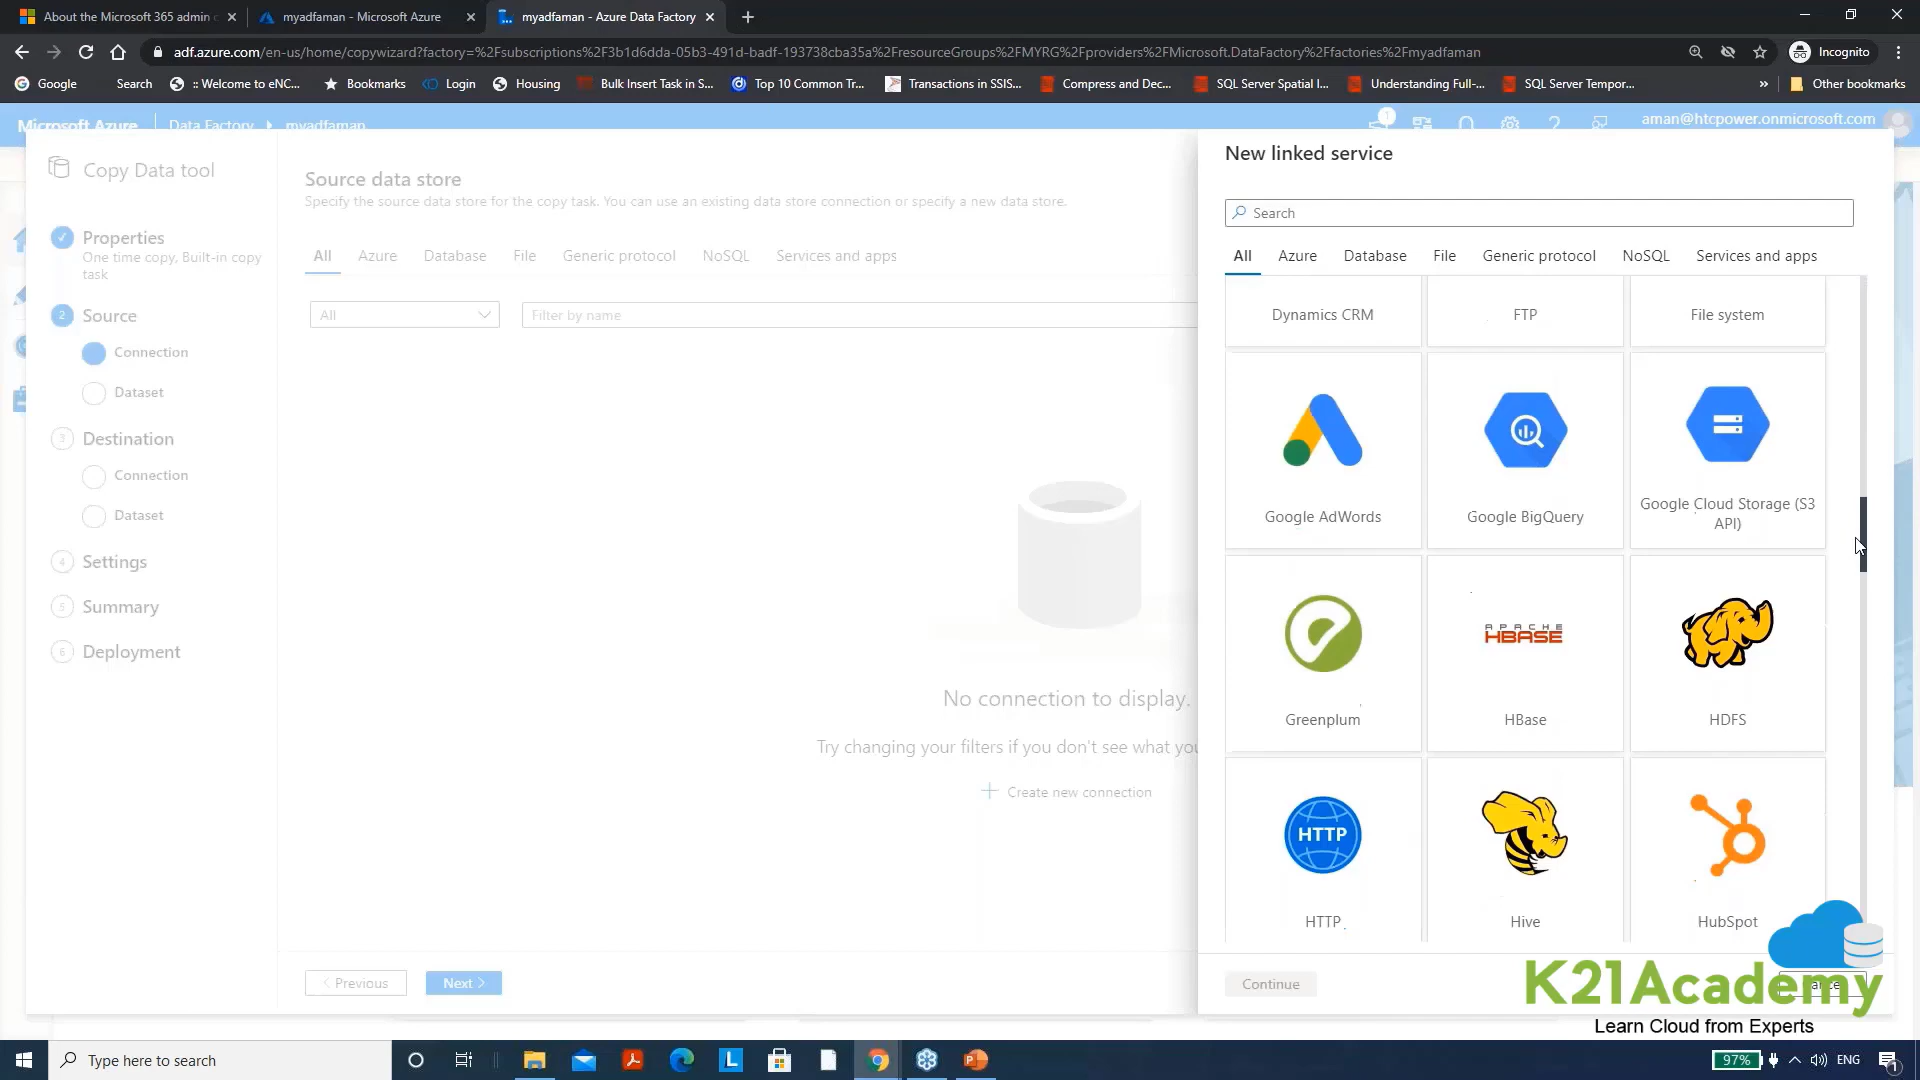 About the Microsoft 365 admin
myadfaman - Microsoft Azure
myadfaman - Azure Data Factory
adf.azure.com/en-us/home/copywizard?factory=%2Fsubscriptions%2F3b1d6dda-05b3-491d-badf-193738cba35a%2FresourceGroups%2FMYRG%2Fproviders%2FMicrosoft.DataFactory%2Ffactories%2Fmyadfaman
Incognito
Google
Search
:: Welcome to eNC...
Bookmarks
Login
Housing
Bulk Insert Task in S...
Top 10 Common Tr...
Transactions in SSIS...
Compress and Dec...
SQL Server Spatial I...
Understanding Full-...
SQL Server Tempor...
»
Other bookmarks
Microsoft Azure
Data Factory
myadfaman
1
aman@htcpower.onmicrosoft.com
Copy Data tool
Properties
One time copy, Built-in copy
task
2 Source
Connection
Dataset
3 Destination
Connection
Dataset
4 Settings
5 Summary
6 Deployment
Source data store
Specify the source data store for the copy task. You can use an existing data store connection or specify a new data store.
All Azure Database File Generic protocol NoSQL Services and apps
All
Filter by name
No connection to display.
Try changing your filters if you don't see what you
+ Create new connection
< Previous
Next >
New linked service
Search
All Azure Database File Generic protocol NoSQL Services and apps
Dynamics CRM
FTP
File system
Google AdWords
Google BigQuery
Google Cloud Storage (S3
API)
Greenplum
APACHE
HBASE
HBase
HDFS
HTTP
HTTP
Hive
HubSpot
Continue
K21Academy
Learn Cloud from Experts
Type here to search
L
97%
ENG
1